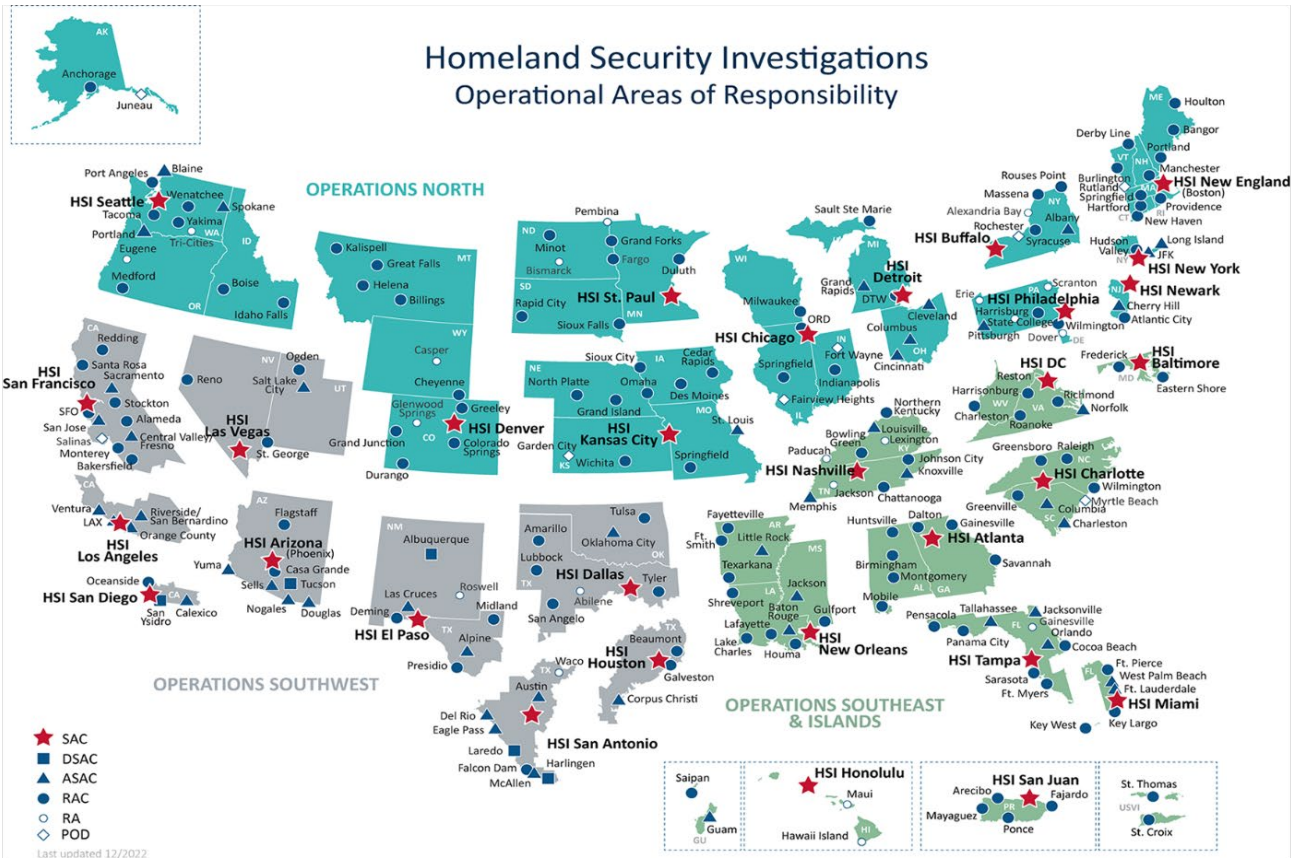 Homeland Security Investigations
Operational Areas of Responsibility
AK
Anchorage
Juneau
OPERATIONS NORTH
Blaine
Port Angeles
Wenatchee
HSI Seattle
Tacoma
Spokane
Yakima
Portland
WA
Tri-Cities
ID
Eugene
Medford
Boise
OR
Idaho Falls
Kalispell
MT
Great Falls
Helena
Billings
WY
Casper
Cheyenne
Glenwood
Springs
Greeley
HSI Denver
CO
Grand Junction
Colorado
Springs
Durango
Pembina
ND
Minot
Grand Forks
Bismarck
Fargo
Duluth
SD
Rapid City
HSI St. Paul
MN
Sioux Falls
Sioux City
IA
Cedar
Rapids
NE
North Platte
Omaha
Des Moines
Grand Island
MO
St. Louis
HSI
Kansas City
Garden City
KS
Wichita
Springfield
Sault Ste Marie
WI
MI
HSI
Detroit
Grand
Rapids
DTW
Milwaukee
ORD
Cleveland
Columbus
HSI Chicago
IN
OH
Fort Wayne
Cincinnati
Springfield
Indianapolis
Fairview Heights
IL
ME
Houlton
Derby Line
Bangor
Portland
VT
NH
Manchester
Rouses Point
Burlington
Rutland
MA
HSI New England
(Boston)
Massena
NY
Springfield
Hartford
Providence
Alexandria Bay
Albany
CT
RI
New Haven
Rochester
HSI Buffalo
Syracuse
Hudson
Valley
Long Island
NY
JFK
HSI New York
Scranton
NJ
HSI Newark
Erie
PA
HSI Philadelphia
Harrisburg
Cherry Hill
State College
Atlantic City
Pittsburgh
Wilmington
Dover
DE
Frederick
HSI
Baltimore
MD
Eastern Shore
HSI DC
Reston
Harrisonburg
WV
VA
Richmond
Charleston
Norfolk
Roanoke
CA
Redding
Santa Rosa
HSI
San Francisco
Sacramento
Stockton
SFO
Alameda
San Jose
Central Valley/
Fresno
Salinas
Monterey
Bakersfield
NV
Ogden
Reno
Salt Lake
City
UT
HSI
Las Vegas
St. George
CA
Ventura
Riverside/
San Bernardino
LAX
Orange County
HSI
Los Angeles
Oceanside
HSI San Diego
CA
San
Ysidro
Calexico
AZ
Flagstaff
HSI Arizona
(Phoenix)
Casa Grande
Yuma
Tucson
Sells
Nogales
Douglas
NM
Albuquerque
Roswell
Las Cruces
Deming
Midland
HSI El Paso
TX
Alpine
Presidio
Tulsa
Amarillo
Oklahoma City
OK
Lubbock
HSI Dallas
TX
Tyler
Abilene
San Angelo
Beaumont
TX
HSI
Houston
Galveston
Corpus Christi
Waco
TX
Austin
Del Rio
Eagle Pass
HSI San Antonio
Laredo
Harlingen
Falcon Dam
McAllen
OPERATIONS SOUTHWEST
Northern
Kentucky
Louisville
Bowling
Green
Lexington
Paducah
KY
Johnson City
HSI Nashville
Knoxville
TN
Jackson
Chattanooga
Memphis
Greensboro
Raleigh
NC
HSI Charlotte
Wilmington
Myrtle Beach
Greenville
SC
Columbia
Charleston
Fayetteville
AR
Little Rock
MS
Ft.
Smith
Texarkana
LA
Jackson
Shreveport
Baton
Rouge
Gulfport
Lafayette
Lake
Charles
Houma
HSI
New Orleans
Huntsville
Dalton
Gainesville
HSI Atlanta
Birmingham
Savannah
Montgomery
AL
GA
Mobile
Pensacola
Tallahassee
Jacksonville
FL
Gainesville
Orlando
Panama City
Cocoa Beach
HSI Tampa
Sarasota
Ft. Myers
FL
Ft. Pierce
West Palm Beach
Ft. Lauderdale
HSI Miami
Key West
Key Largo
OPERATIONS SOUTHEAST
& ISLANDS
SAC
DSAC
ASAC
RAC
RA
POD
Last updated 12/2022
Saipan
Guam
GU
HSI Honolulu
Maui
Hawaii Island
HI
HSI San Juan
Arecibo
Fajardo
PR
Mayaguez
Ponce
St. Thomas
USVI
St. Croix